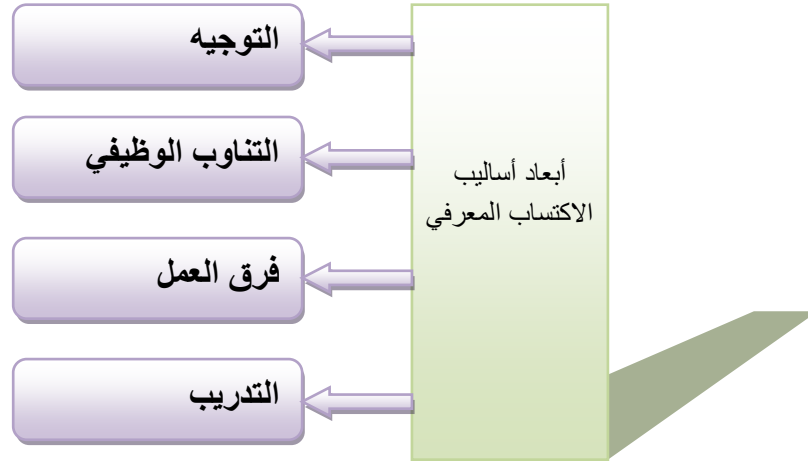 أبعاد أساليب
الاكتساب المعرفي
التوجيه
التناوب الوظيفي
فرق العمل
التدريب